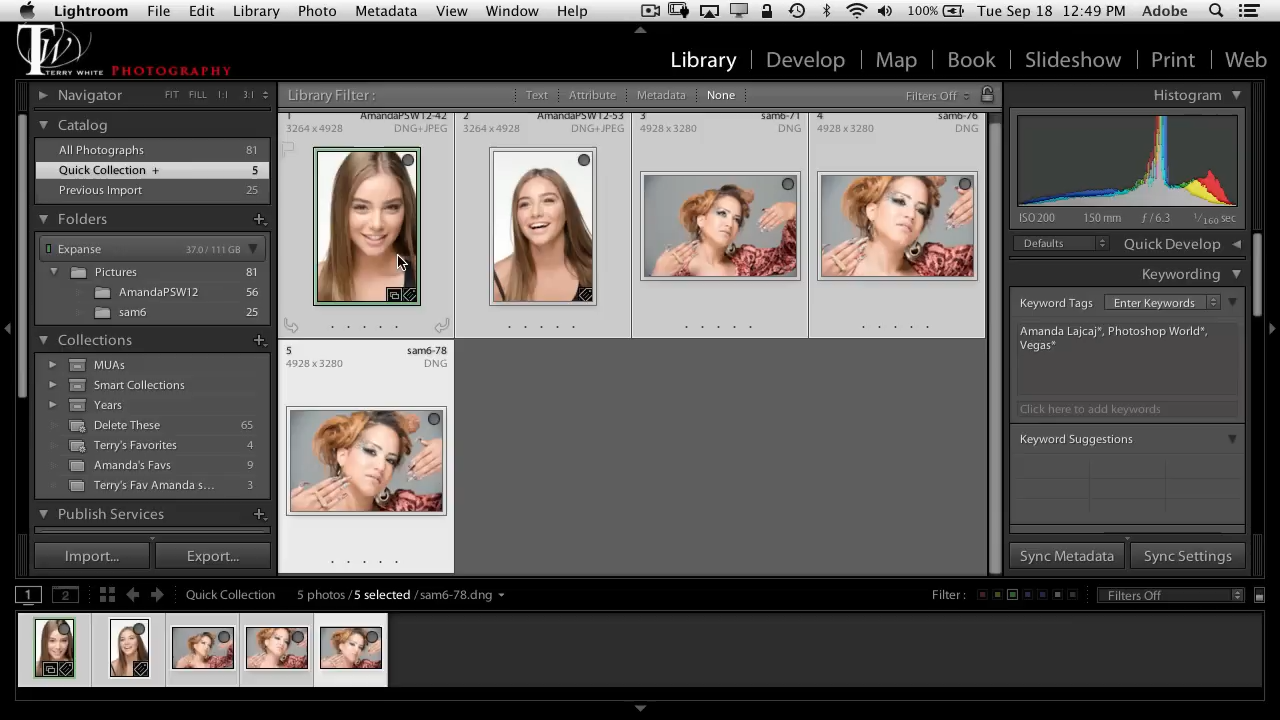 Lightroom File Edit Library Photo Metadata View Window Help 100% Tue Sep 18 12:49 PM Adobe
TW TERRY WHITE PHOTOGRAPHY
Library | Develop | Map | Book | Slideshow | Print | Web
Navigator FIT FILL 1:1 3:1
Catalog
All Photographs 81
Quick Collection + 5
Previous Import 25
Folders +
Expanse 37.0 / 111 GB
Pictures 81
AmandaPSW12 56
sam6 25
Collections +
MUAs
Smart Collections
Years
Delete These 65
Terry's Favorites 4
Amanda's Favs 9
Terry's Fav Amanda s... 3
Publish Services +
Import... Export...
Library Filter : Text | Attribute | Metadata | None Filters Off
1 AmandaPSW12-42
3264 x 4928 DNG+JPEG
2 AmandaPSW12-53
3264 x 4928 DNG+JPEG
3 sam6-71
4928 x 3280 DNG
4 sam6-76
4928 x 3280 DNG
5 sam6-78
4928 x 3280 DNG
Histogram
ISO 200 150 mm f / 6.3 1/160 sec
Defaults Quick Develop
Keywording
Keyword Tags Enter Keywords
Amanda Lajcaj*, Photoshop World*,
Vegas*
Click here to add keywords
Keyword Suggestions
Sync Metadata Sync Settings
1 2 Quick Collection 5 photos / 5 selected / sam6-78.dng Filter : Filters Off